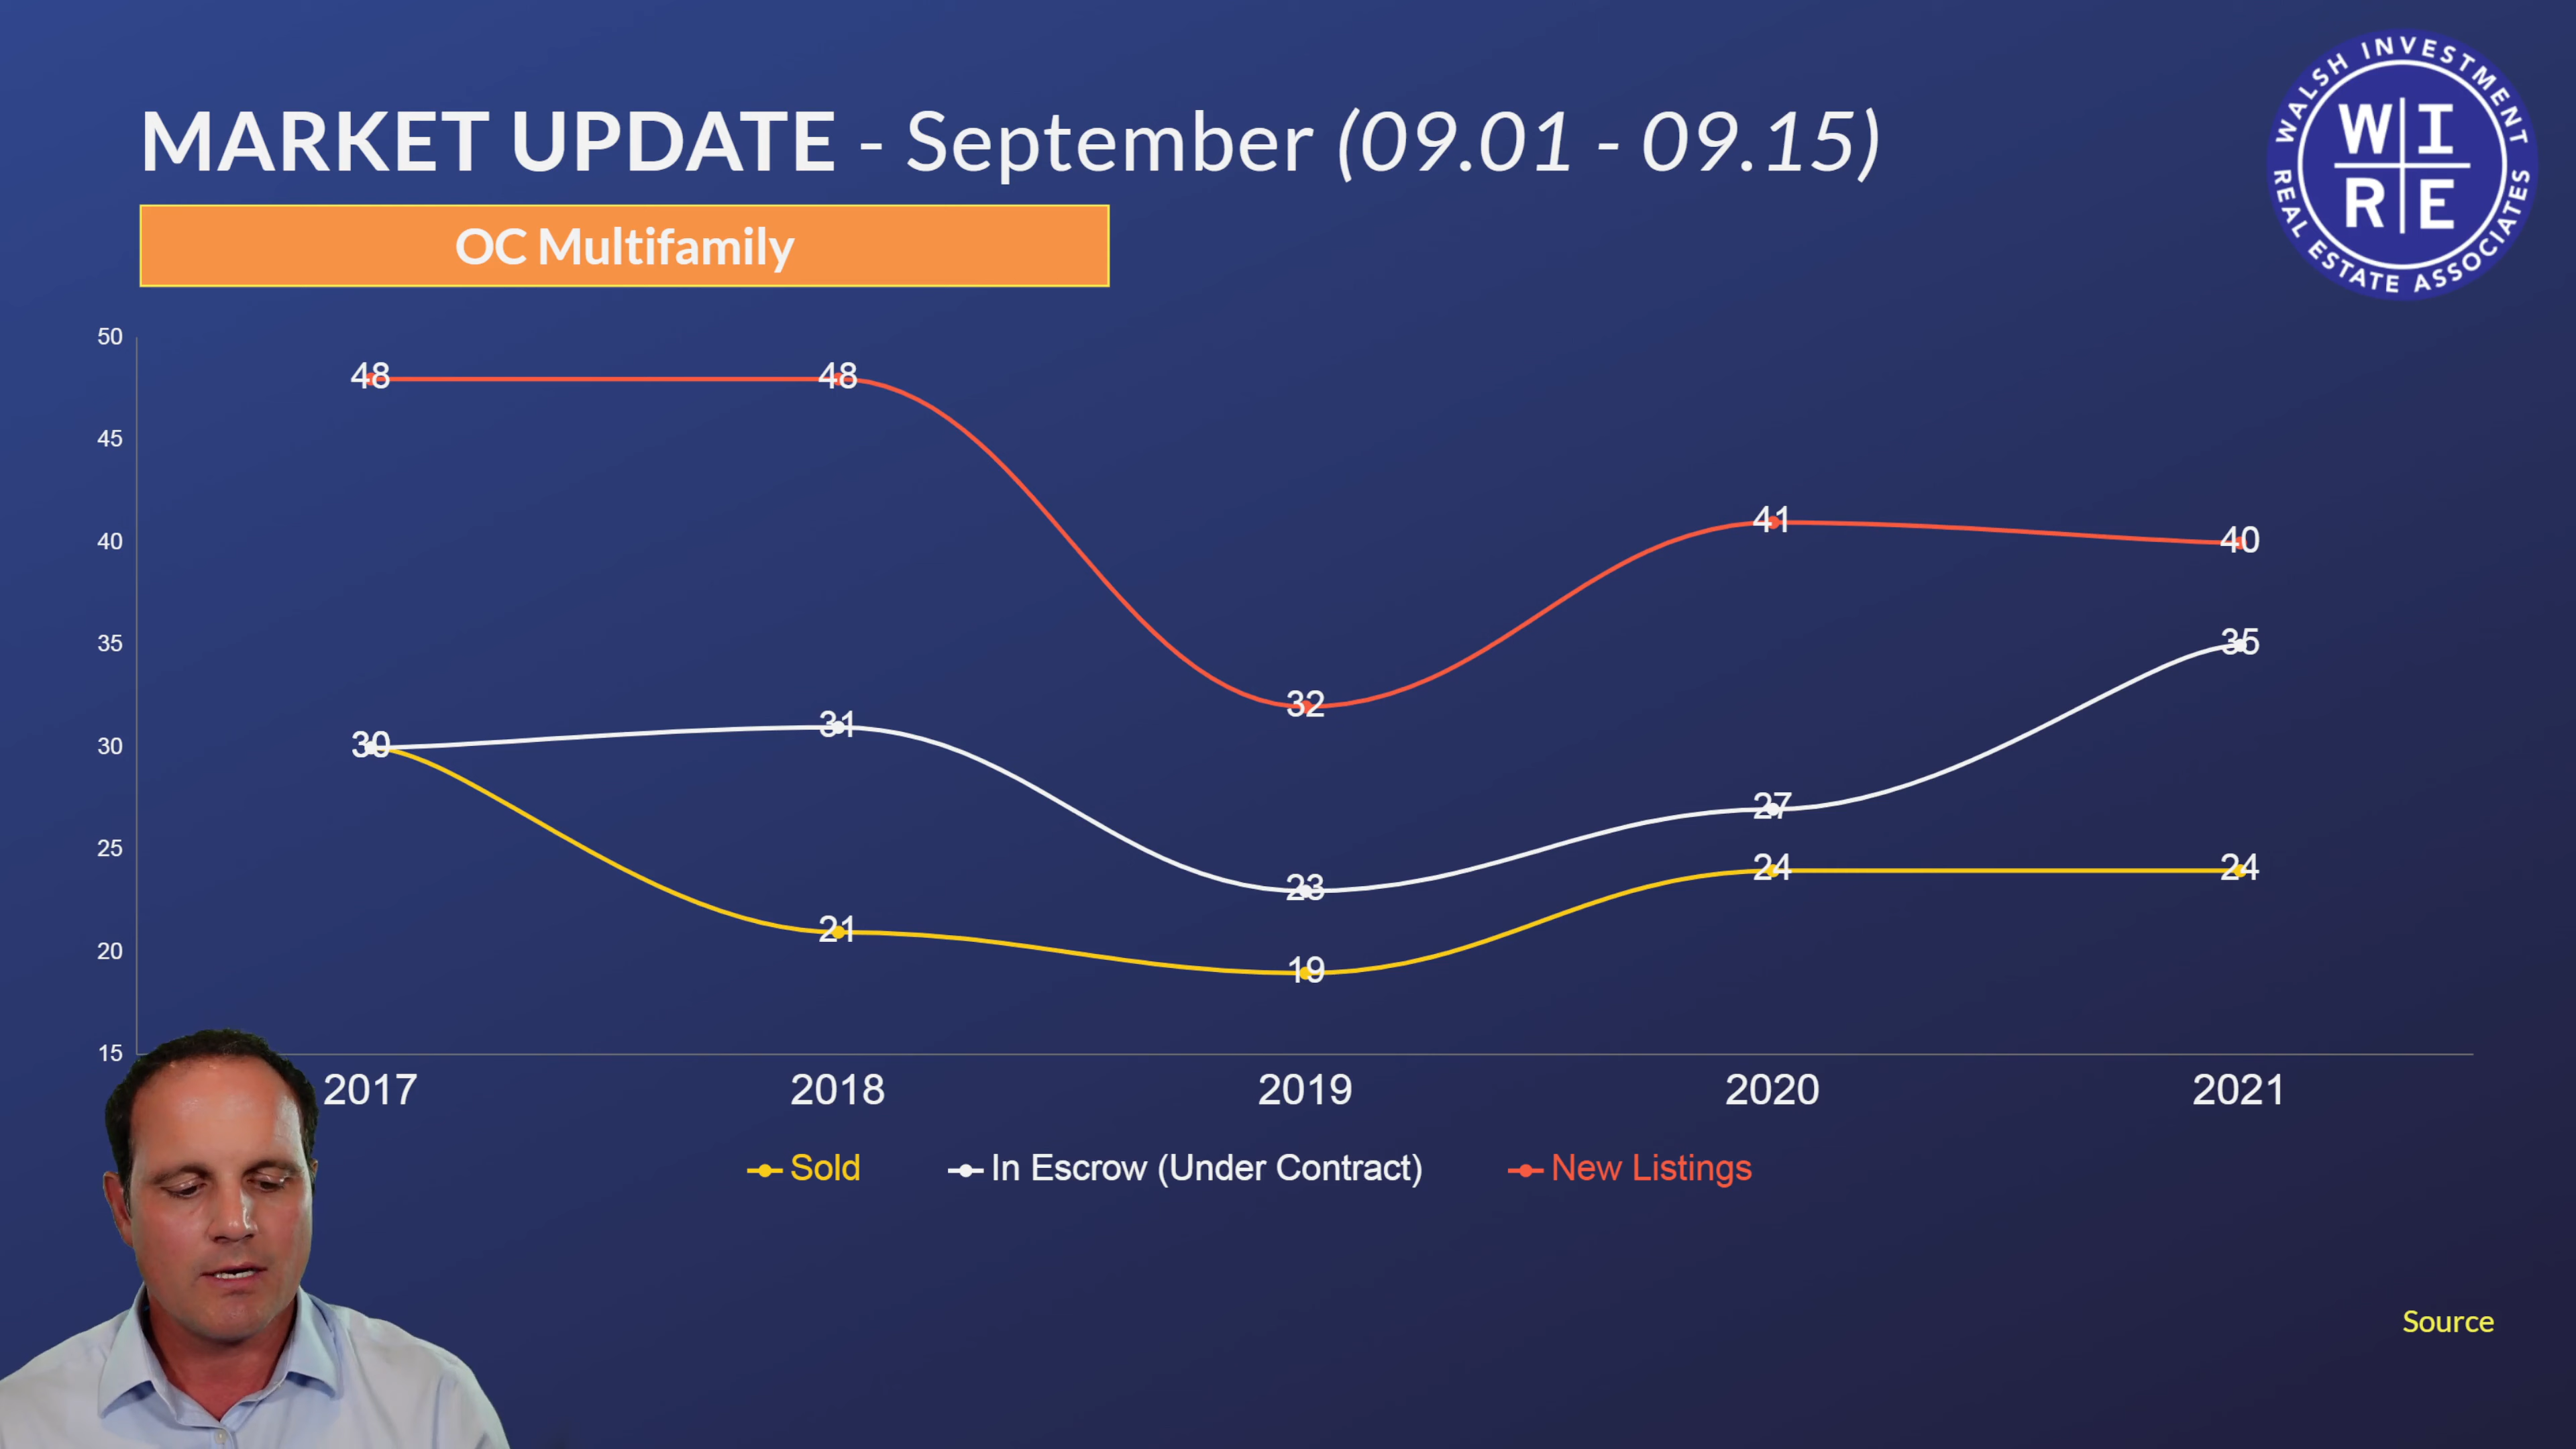 MARKET UPDATE - September (09.01 - 09.15)
WALSH INVESTMENT
REAL ESTATE ASSOCIATES
W I
R E
OC Multifamily
50
45
40
35
30
25
20
15
48 48 32 41 40
30 31 23 27 35
21 19 24 24
2017 2018 2019 2020 2021
Sold In Escrow (Under Contract) New Listings
Source